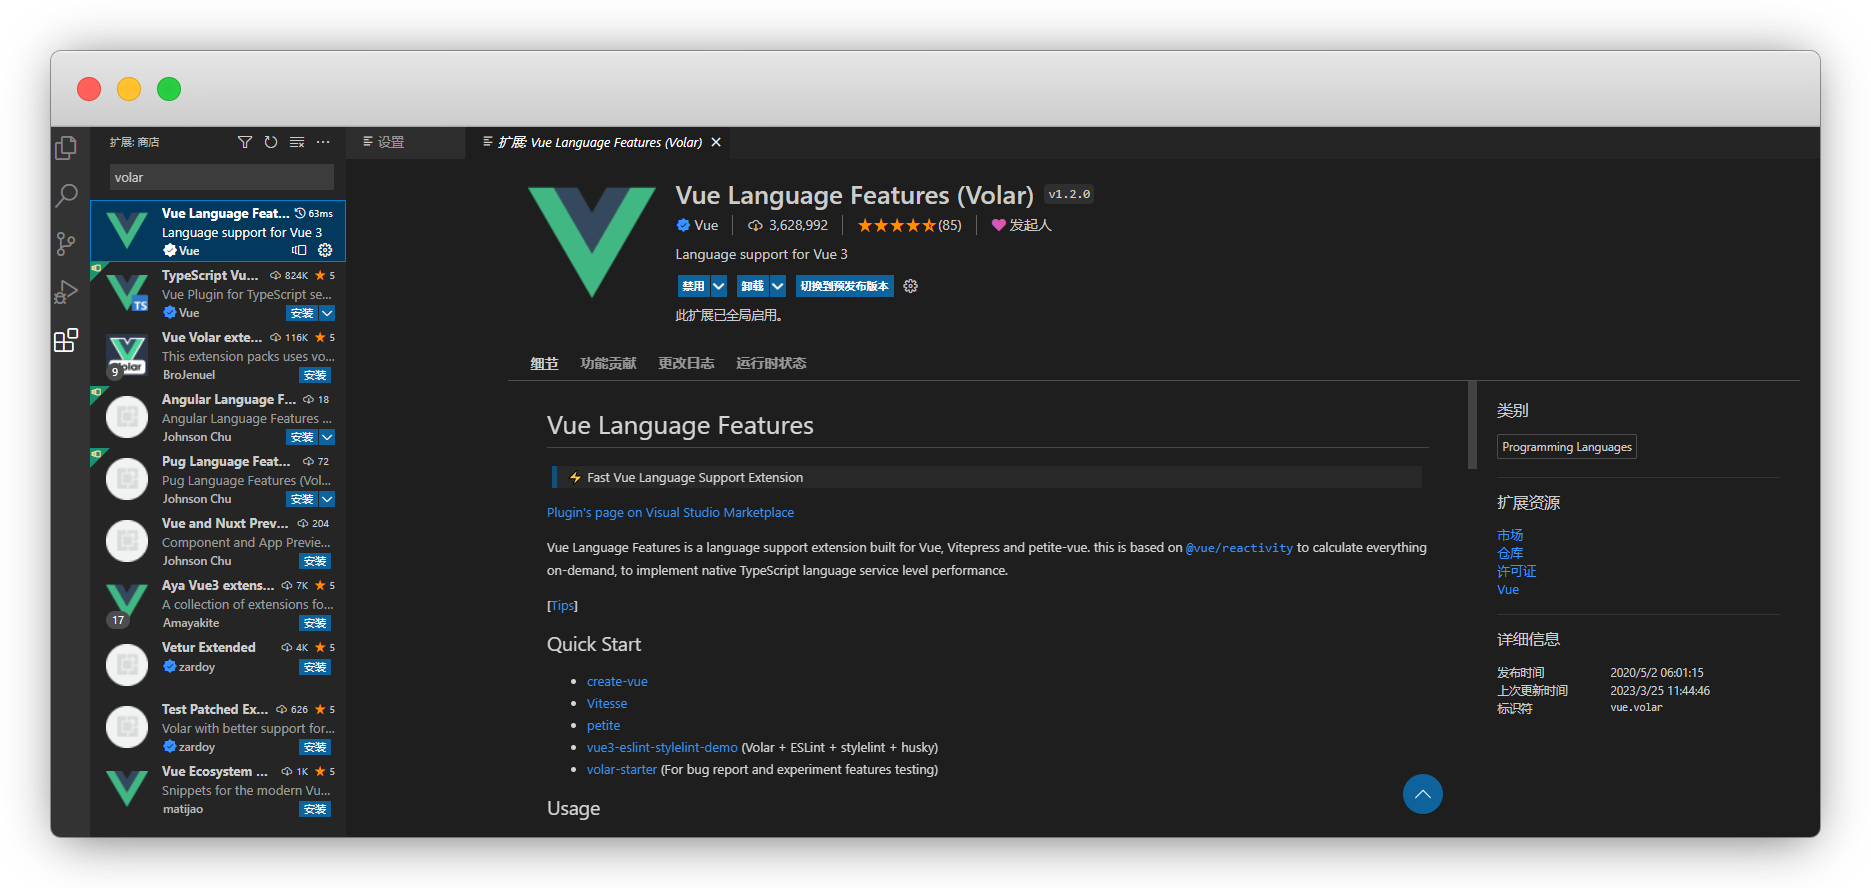 扩展: 商店
volar
Vue Language Feat... 63ms
Language support for Vue 3
Vue
TypeScript Vu... 824K 5
Vue Plugin for TypeScript se...
TS
Vue 安装
Vue Volar exte... 116K 5
This extension packs uses vo...
9 olar
BroJenuel 安装
Angular Language F... 18
Angular Language Features ...
Johnson Chu 安装
Pug Language Feat... 72
Pug Language Features (Vol...
Johnson Chu 安装
Vue and Nuxt Prev... 204
Component and App Previe...
Johnson Chu 安装
Aya Vue3 extens... 7K 5
A collection of extensions fo...
17
Amayakite 安装
Vetur Extended 4K 5
zardoy 安装
Test Patched Ex... 626 5
Volar with better support for...
zardoy 安装
Vue Ecosystem ... 1K 5
Snippets for the modern Vu...
matijao 安装
设置
扩展: Vue Language Features (Volar)
Vue Language Features (Volar) v1.2.0
Vue 3,628,992 (85) 发起人
Language support for Vue 3
禁用 卸载 切换到预发布版本
此扩展已全局启用。
细节 功能贡献 更改日志 运行时状态
Vue Language Features
⚡ Fast Vue Language Support Extension
Plugin's page on Visual Studio Marketplace
Vue Language Features is a language support extension built for Vue, Vitepress and petite-vue. this is based on @vue/reactivity to calculate everything
on-demand, to implement native TypeScript language service level performance.
[Tips]
Quick Start
• create-vue
• Vitesse
• petite
• vue3-eslint-stylelint-demo (Volar + ESLint + stylelint + husky)
• volar-starter (For bug report and experiment features testing)
Usage
类别
Programming Languages
扩展资源
市场
仓库
许可证
Vue
详细信息
发布时间 2020/5/2 06:01:15
上次更新时间 2023/3/25 11:44:46
标识符 vue.volar